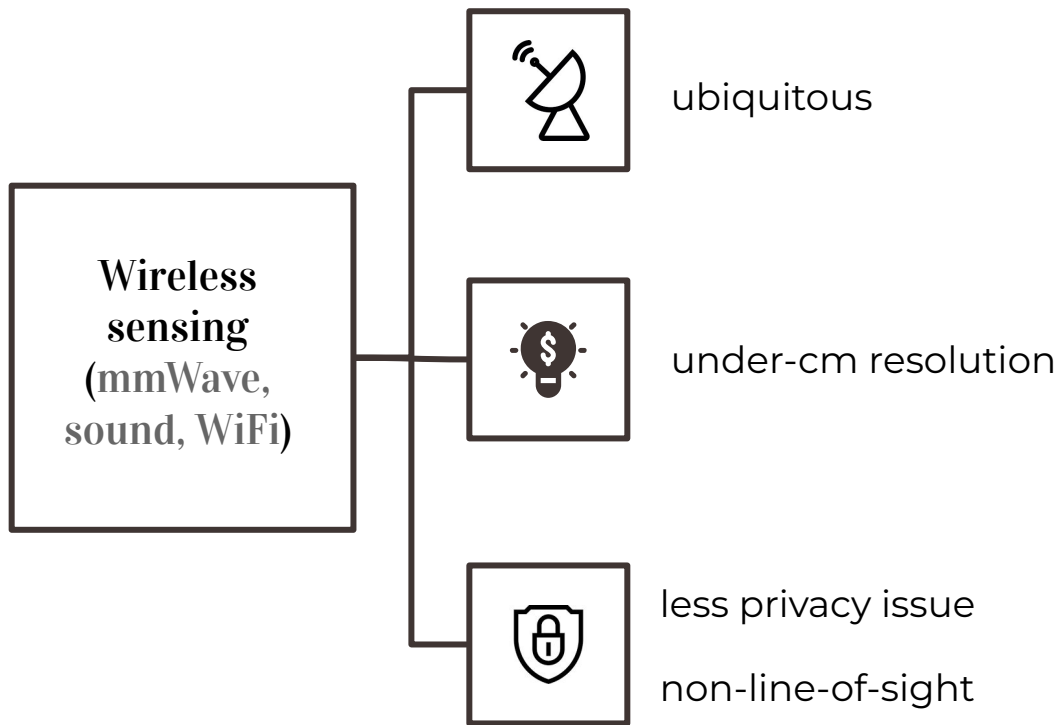 Wireless
sensing
(mmWave,
sound, WiFi)
ubiquitous
$
under-cm resolution
less privacy issue
non-line-of-sight